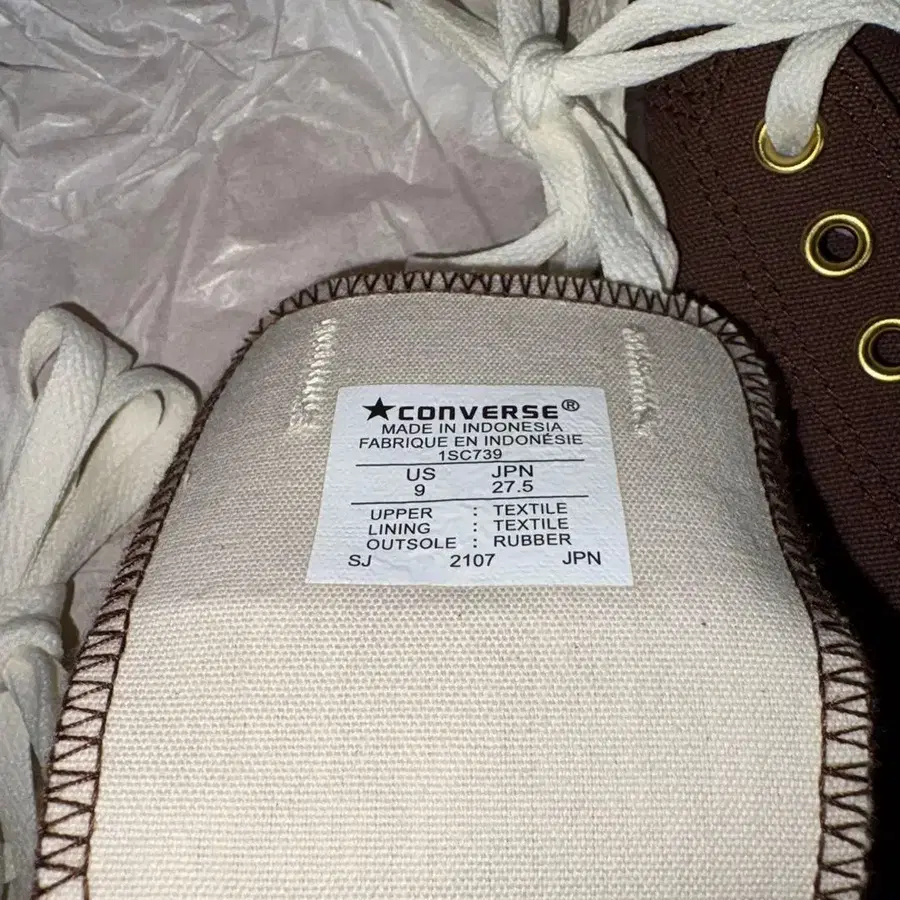 ★CONVERSE®
MADE IN INDONESIA
FABRIQUE EN INDONÉSIE
1SC739
US JPN
9 27.5
UPPER : TEXTILE
LINING : TEXTILE
OUTSOLE : RUBBER
SJ 2107 JPN